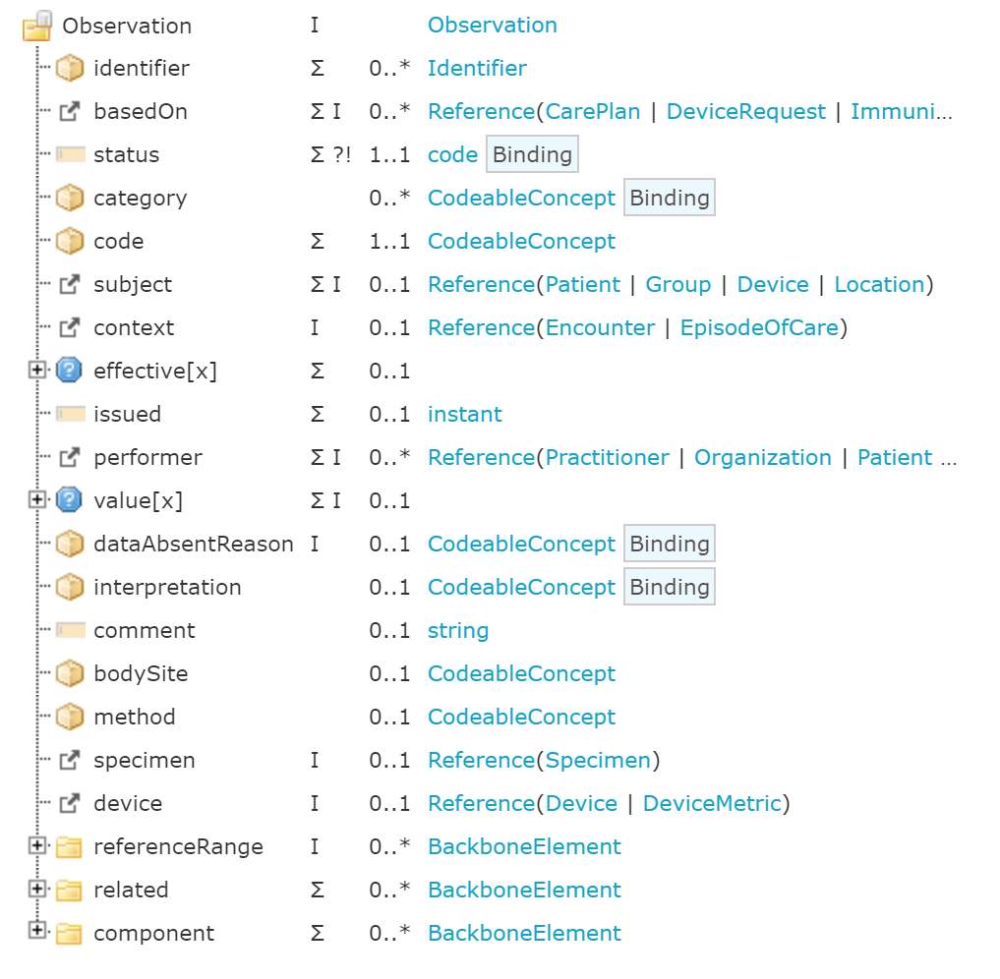 Observation I Observation
identifier Σ 0..* Identifier
basedOn Σ I 0..* Reference(CarePlan | DeviceRequest | Immuni...
status Σ ?! 1..1 code Binding
category 0..* CodeableConcept Binding
code Σ 1..1 CodeableConcept
subject Σ I 0..1 Reference(Patient | Group | Device | Location)
context I 0..1 Reference(Encounter | EpisodeOfCare)
effective[x] Σ 0..1
issued Σ 0..1 instant
performer Σ I 0..* Reference(Practitioner | Organization | Patient ...
value[x] Σ I 0..1
dataAbsentReason I 0..1 CodeableConcept Binding
interpretation 0..1 CodeableConcept Binding
comment 0..1 string
bodySite 0..1 CodeableConcept
method 0..1 CodeableConcept
specimen I 0..1 Reference(Specimen)
device I 0..1 Reference(Device | DeviceMetric)
referenceRange I 0..* BackboneElement
related Σ 0..* BackboneElement
component Σ 0..* BackboneElement